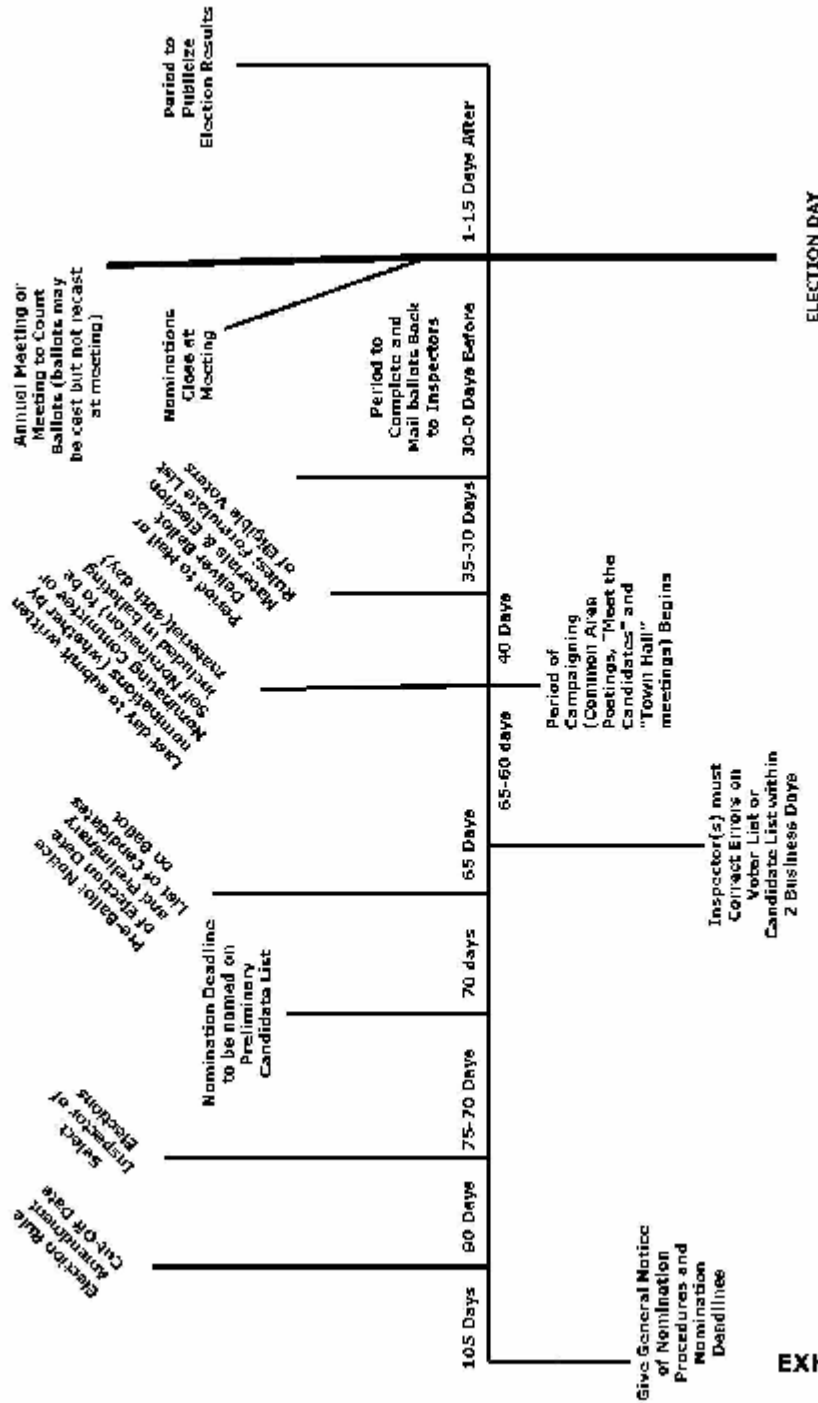 Election Rule
Amendment
Cut-Off Date
Select
Inspector of
Elections
Nomination Deadline
to be named on
Preliminary
Candidate List
Pre-Ballot Notice
of Election Date
and Preliminary
List of Candidates
on Ballot
Last day to submit written
nominations (whether by
Nominating Committee or
Self Nomination) to be
included in balloting
material(40th day)
Period to Mail or
Deliver Ballot
Materials & Election
Rules; Formulate List
of Eligible Voters
Annual Meeting or
Meeting to Count
Ballots (ballots may
be cast but not recast
at meeting)
Nominations
Close at
Meeting
Period to
Complete and
Mail ballots Back
to Inspectors
Period to
Publicize
Election Results
105 Days
90 Days
75-70 Days
70 days
65 Days
65-60 days
40 Days
35-30 Days
30-0 Days Before
1-15 Days After
Give General Notice
of Nomination
Procedures and
Nomination
Deadlines
Inspector(s) must
Correct Errors on
Voter List or
Candidate List within
2 Business Days
Period of
Campaigning
(Common Area
Postings, "Meet the
Candidates" and
"Town Hall"
meetings) Begins
ELECTION DAY